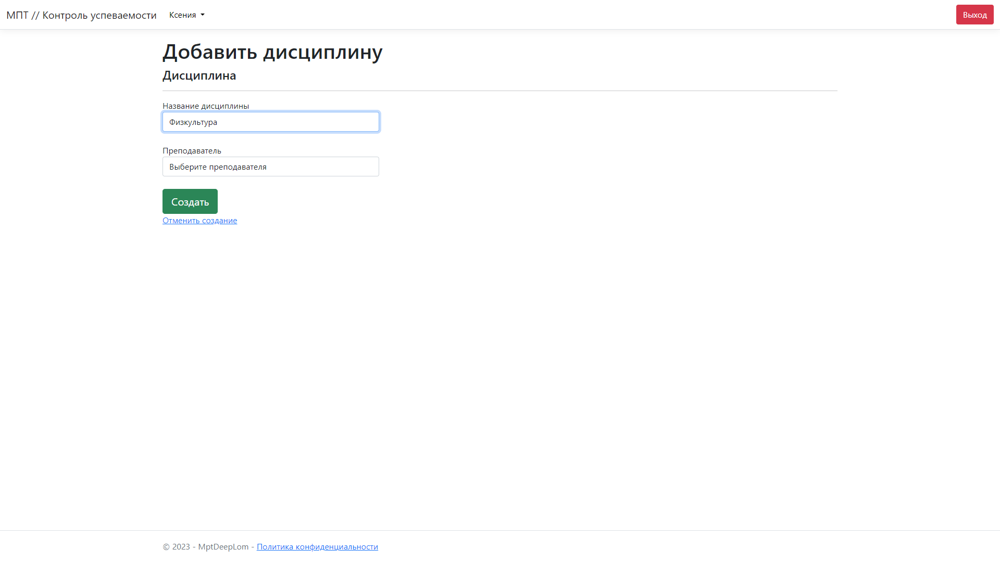 МПТ // Контроль успеваемости Ксения Выход
Добавить дисциплину
Дисциплина
Название дисциплины
Физкультура
Преподаватель
Выберите преподавателя
Создать
Отменить создание
© 2023 - MptDeepLom - Политика конфиденциальности